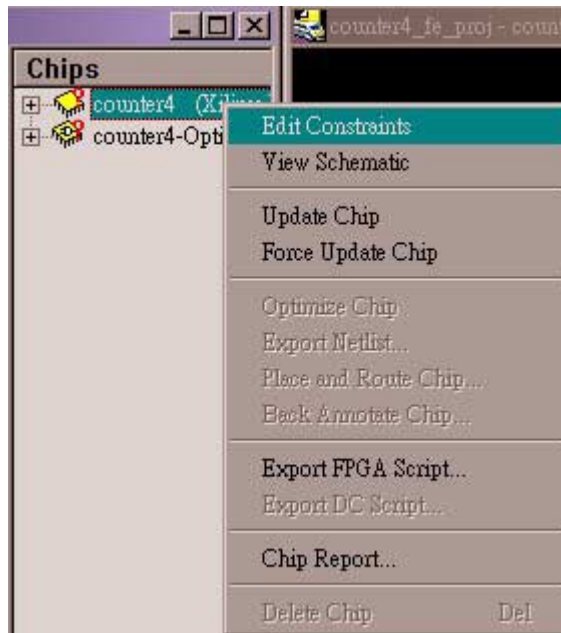 counter4_fe_proj - coun
Chips
counter4 (Xilinx
counter4-Opti
Edit Constraints
View Schematic
Update Chip
Force Update Chip
Optimize Chip
Export Netlist...
Place and Route Chip...
Back Annotate Chip...
Export FPGA Script...
Export DC Script...
Chip Report...
Delete Chip Del